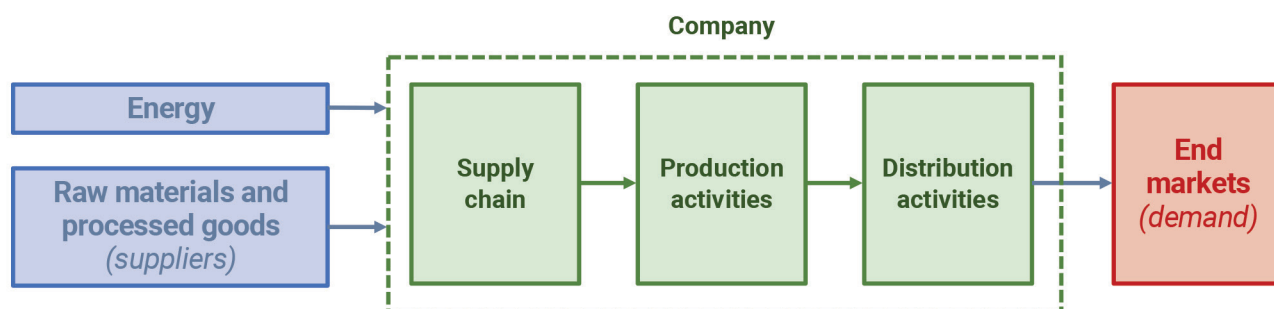 Company
Energy
Raw materials and
processed goods
(suppliers)
Supply
chain
Production
activities
Distribution
activities
End
markets
(demand)